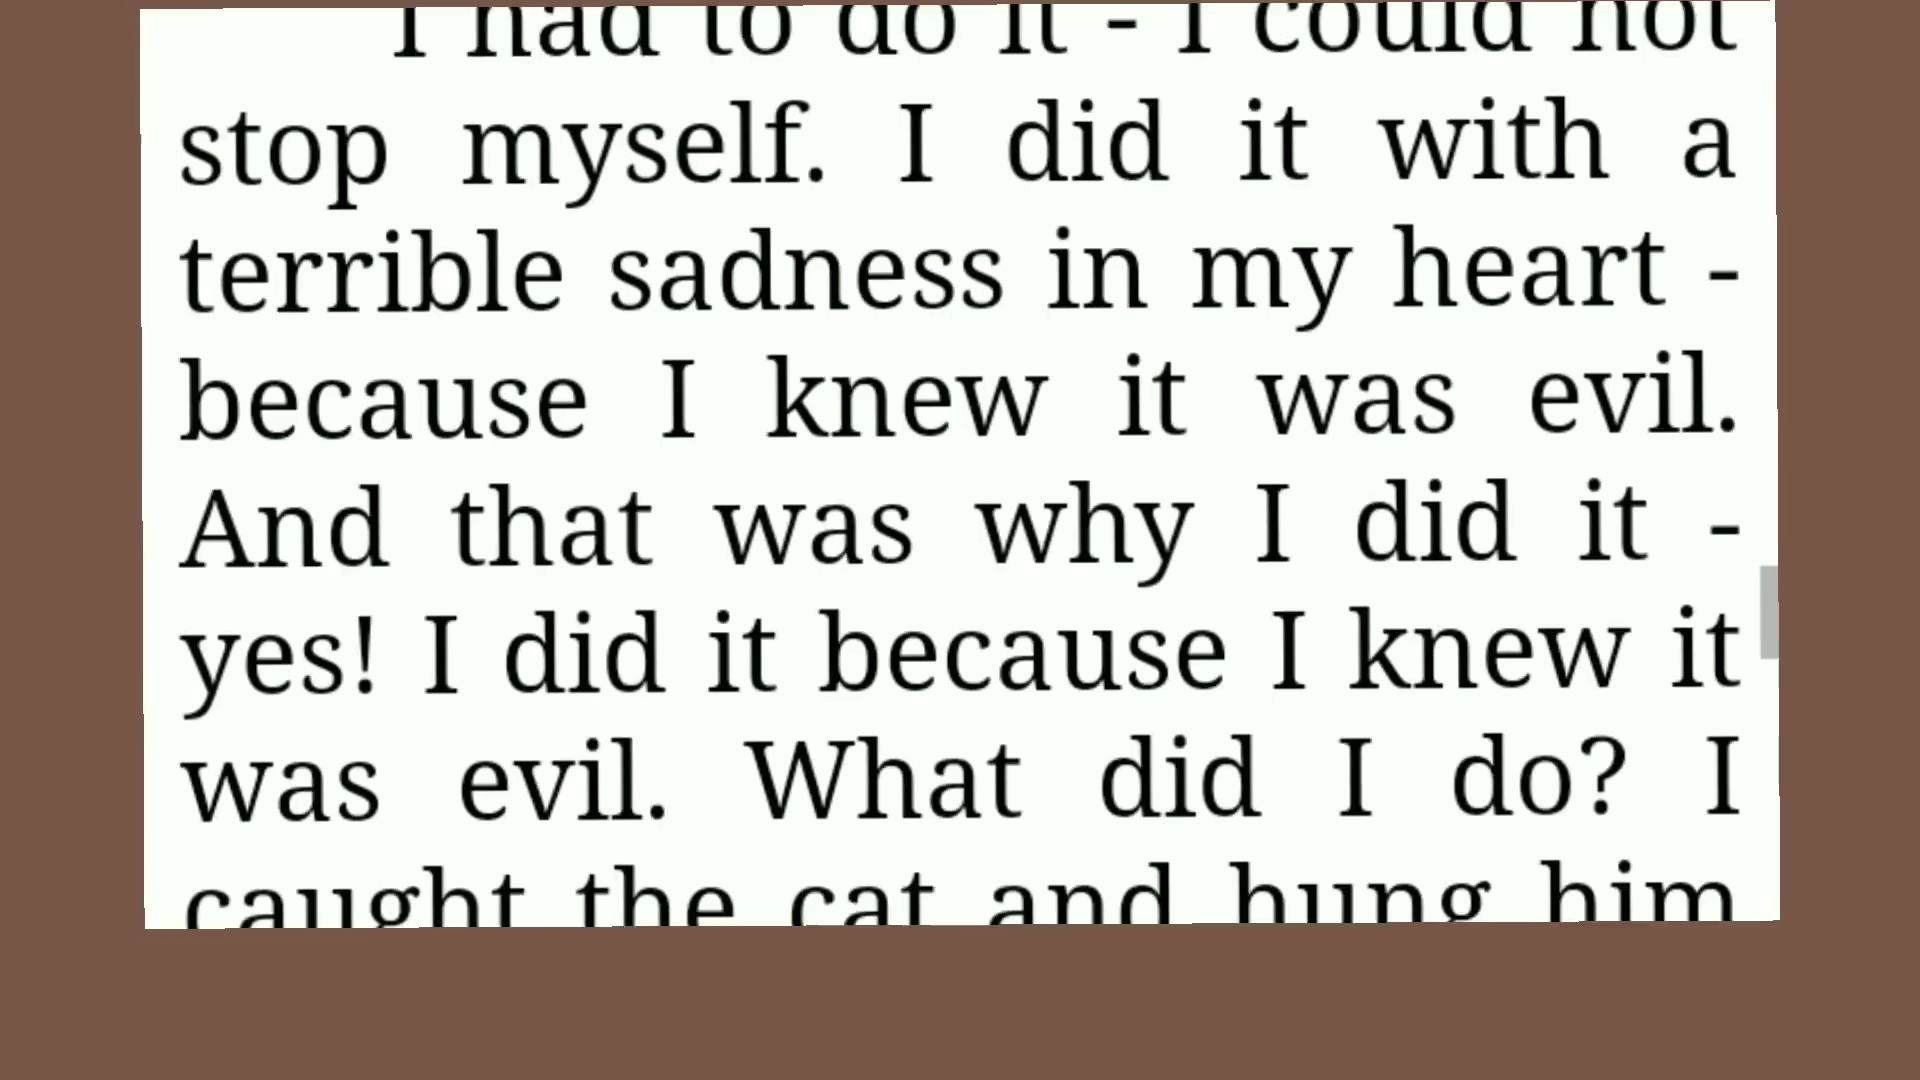 I had to do it - I could not
stop myself. I did it with a
terrible sadness in my heart -
because I knew it was evil.
And that was why I did it -
yes! I did it because I knew it
was evil. What did I do? I
caught the cat and hung him